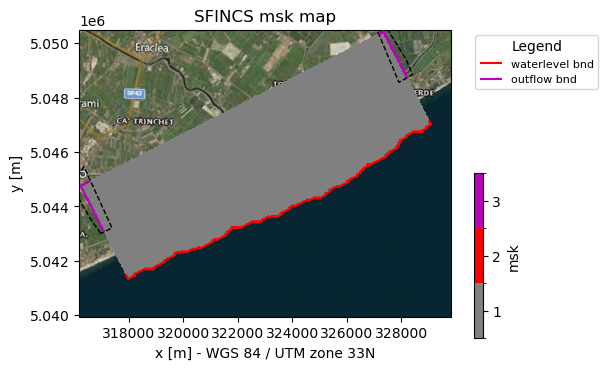 SFINCS msk map
1e6
5.050
5.048
5.046
5.044
5.042
5.040
y [m]
Eraclea
SP42
ami
CA' TRINCHET
ERDE
318000 320000 322000 324000 326000 328000
x [m] - WGS 84 / UTM zone 33N
Legend
waterlevel bnd
outflow bnd
3
2
1
msk